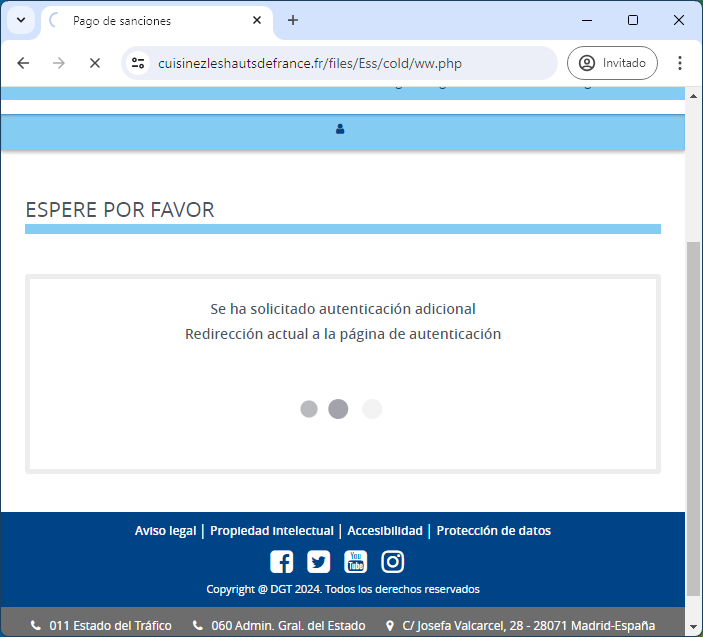 Pago de sanciones
cuisinezleshautsdefrance.fr/files/Ess/cold/ww.php
Invitado
ESPERE POR FAVOR
Se ha solicitado autenticación adicional
Redirección actual a la página de autenticación
Aviso legal | Propiedad Intelectual | Accesibilidad | Protección de datos
You Tube
Copyright @ DGT 2024. Todos los derechos reservados
011 Estado del Tráfico 060 Admin. Gral. del Estado C/ Josefa Valcarcel, 28 - 28071 Madrid-España